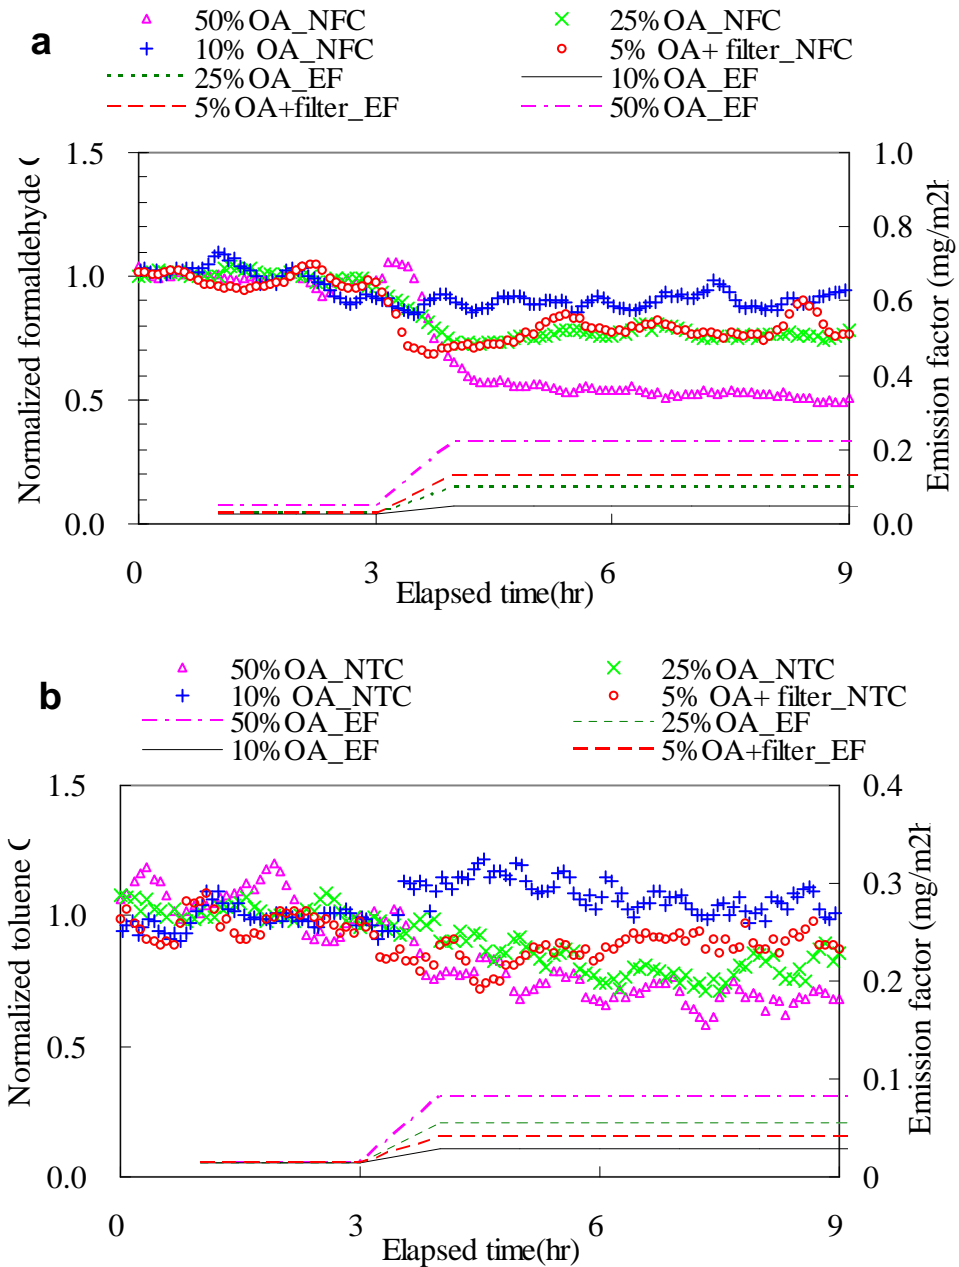 a
50% OA_NFC 25% OA_NFC
10% OA_NFC 5% OA+ filter_NFC
25% OA_EF 10% OA_EF
5% OA+filter_EF 50% OA_EF
Normalized formaldehyde (
1.5
1.0
0.5
0.0
1.0
0.8
0.6
0.4
0.2
0.0
Emission factor (mg/m2h
0 3 6 9
Elapsed time(hr)
b
50% OA_NTC 25% OA_NTC
10% OA_NTC 5% OA+ filter_NTC
50% OA_EF 25% OA_EF
10% OA_EF 5% OA+filter_EF
Normalized toluene (
1.5
1.0
0.5
0.0
0.4
0.3
0.2
0.1
0
Emission factor (mg/m2h
0 3 6 9
Elapsed time(hr)